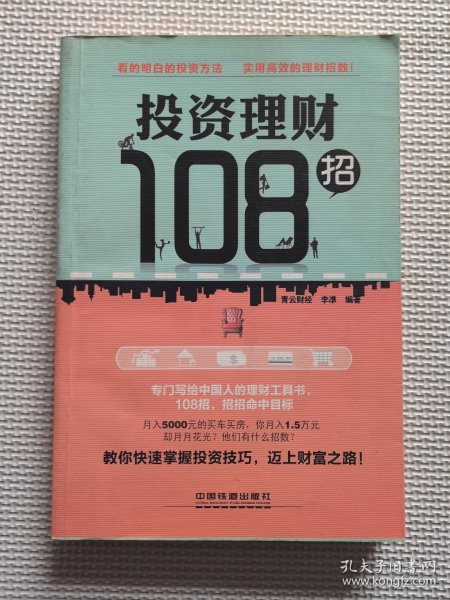 看的明白的投资方法 实用高效的理财招数！
投资理财
108招
青云财经 李凖 编著
专门写给中国人的理财工具书，
108招，招招命中目标
月入5000元的买车买房，你月入1.5万元
却月月花光？他们有什么招数？
教你快速掌握投资技巧，迈上财富之路！
中国铁道出版社
CHINA RAILWAY PUBLISHING HOUSE
孔夫子旧书网
www.kongfz.com